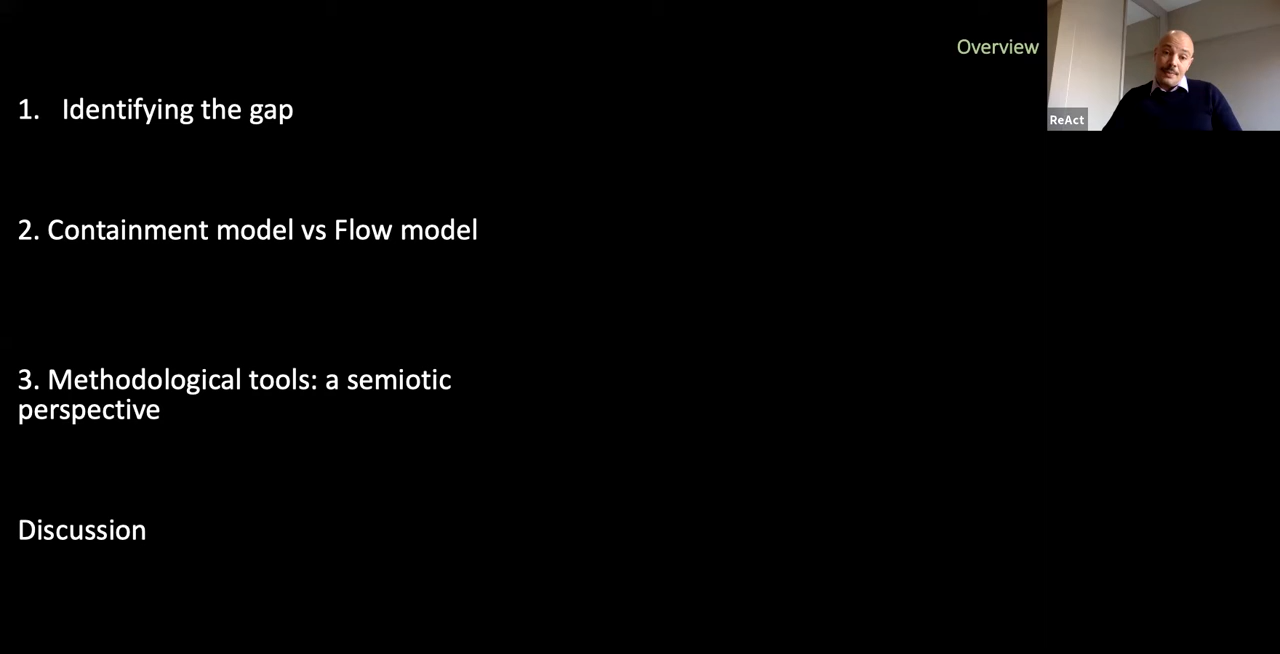 Overview
ReAct
1. Identifying the gap
2. Containment model vs Flow model
3. Methodological tools: a semiotic
perspective
Discussion